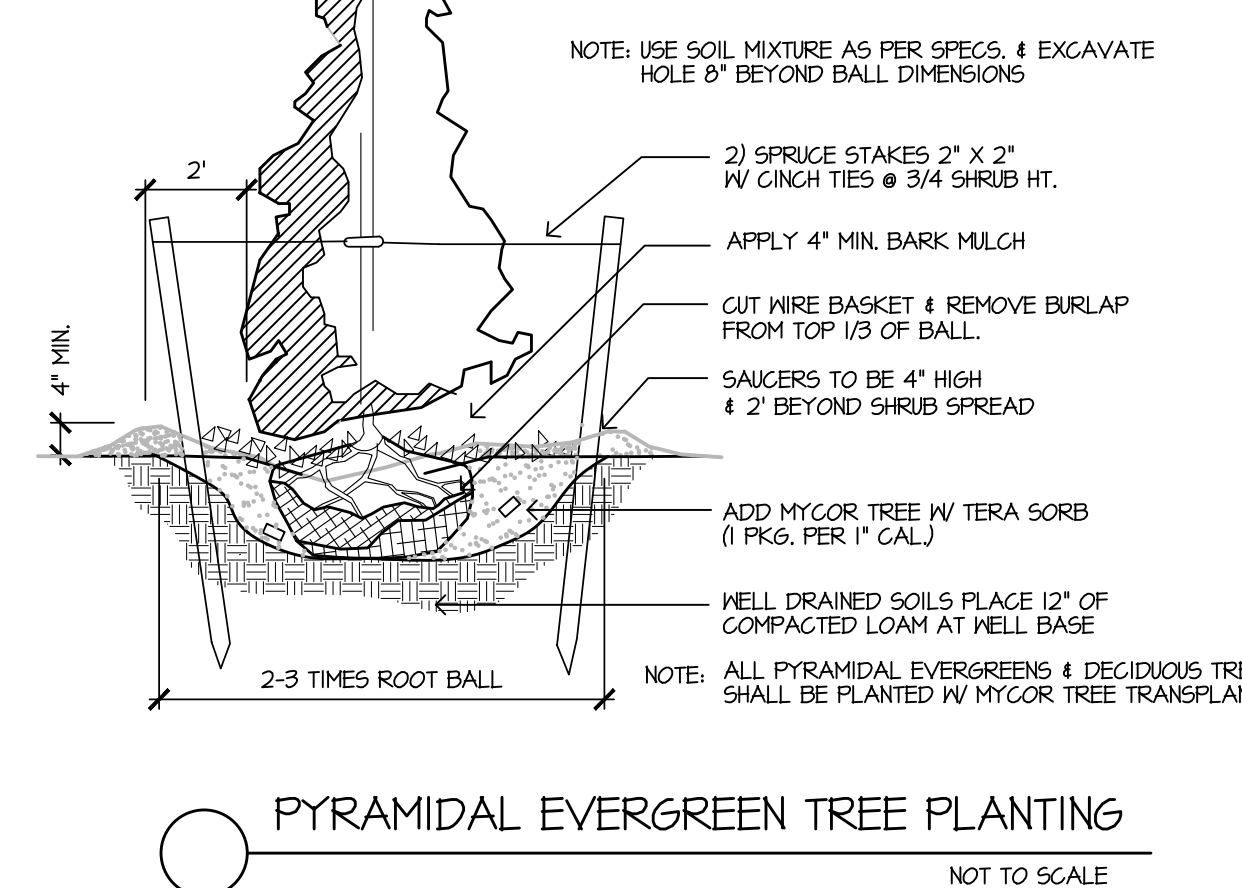 NOTE: USE SOIL MIXTURE AS PER SPECS. & EXCAVATE
HOLE 8" BEYOND BALL DIMENSIONS
2'
2) SPRUCE STAKES 2" X 2"
W/ CINCH TIES @ 3/4 SHRUB HT.
APPLY 4" MIN. BARK MULCH
CUT WIRE BASKET & REMOVE BURLAP
FROM TOP 1/3 OF BALL.
4" MIN.
SAUCERS TO BE 4" HIGH
& 2' BEYOND SHRUB SPREAD
ADD MYCOR TREE W/ TERA SORB
(1 PKG. PER 1" CAL.)
WELL DRAINED SOILS PLACE 12" OF
COMPACTED LOAM AT WELL BASE
2-3 TIMES ROOT BALL
NOTE: ALL PYRAMIDAL EVERGREENS & DECIDUOUS
SHALL BE PLANTED W/ MYCOR TREE
PYRAMIDAL EVERGREEN TREE PLANTING
NOT TO SCALE